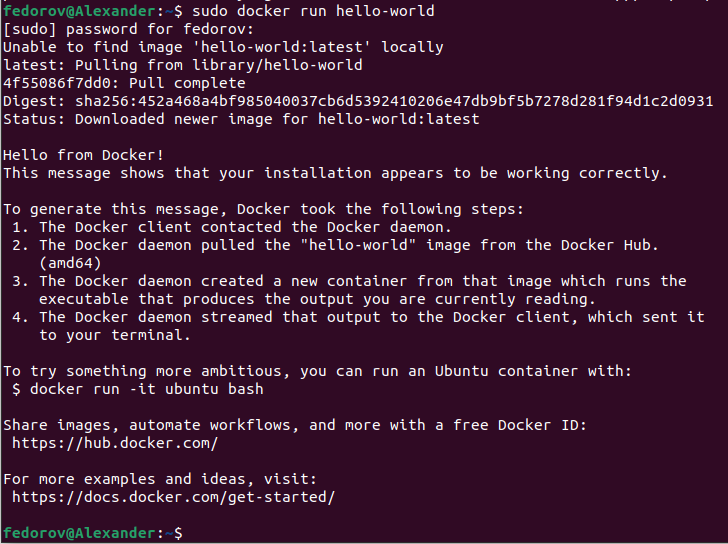 fedorov@Alexander:~$ sudo docker run hello-world
[sudo] password for fedorov:
Unable to find image 'hello-world:latest' locally
latest: Pulling from library/hello-world
4f55086f7dd0: Pull complete
Digest: sha256:452a468a4bf985040037cb6d5392410206e47db9bf5b7278d281f94d1c2d0931
Status: Downloaded newer image for hello-world:latest

Hello from Docker!
This message shows that your installation appears to be working correctly.

To generate this message, Docker took the following steps:
 1. The Docker client contacted the Docker daemon.
 2. The Docker daemon pulled the "hello-world" image from the Docker Hub.
    (amd64)
 3. The Docker daemon created a new container from that image which runs the
    executable that produces the output you are currently reading.
 4. The Docker daemon streamed that output to the Docker client, which sent it
    to your terminal.

To try something more ambitious, you can run an Ubuntu container with:
 $ docker run -it ubuntu bash

Share images, automate workflows, and more with a free Docker ID:
 https://hub.docker.com/

For more examples and ideas, visit:
 https://docs.docker.com/get-started/

fedorov@Alexander:~$